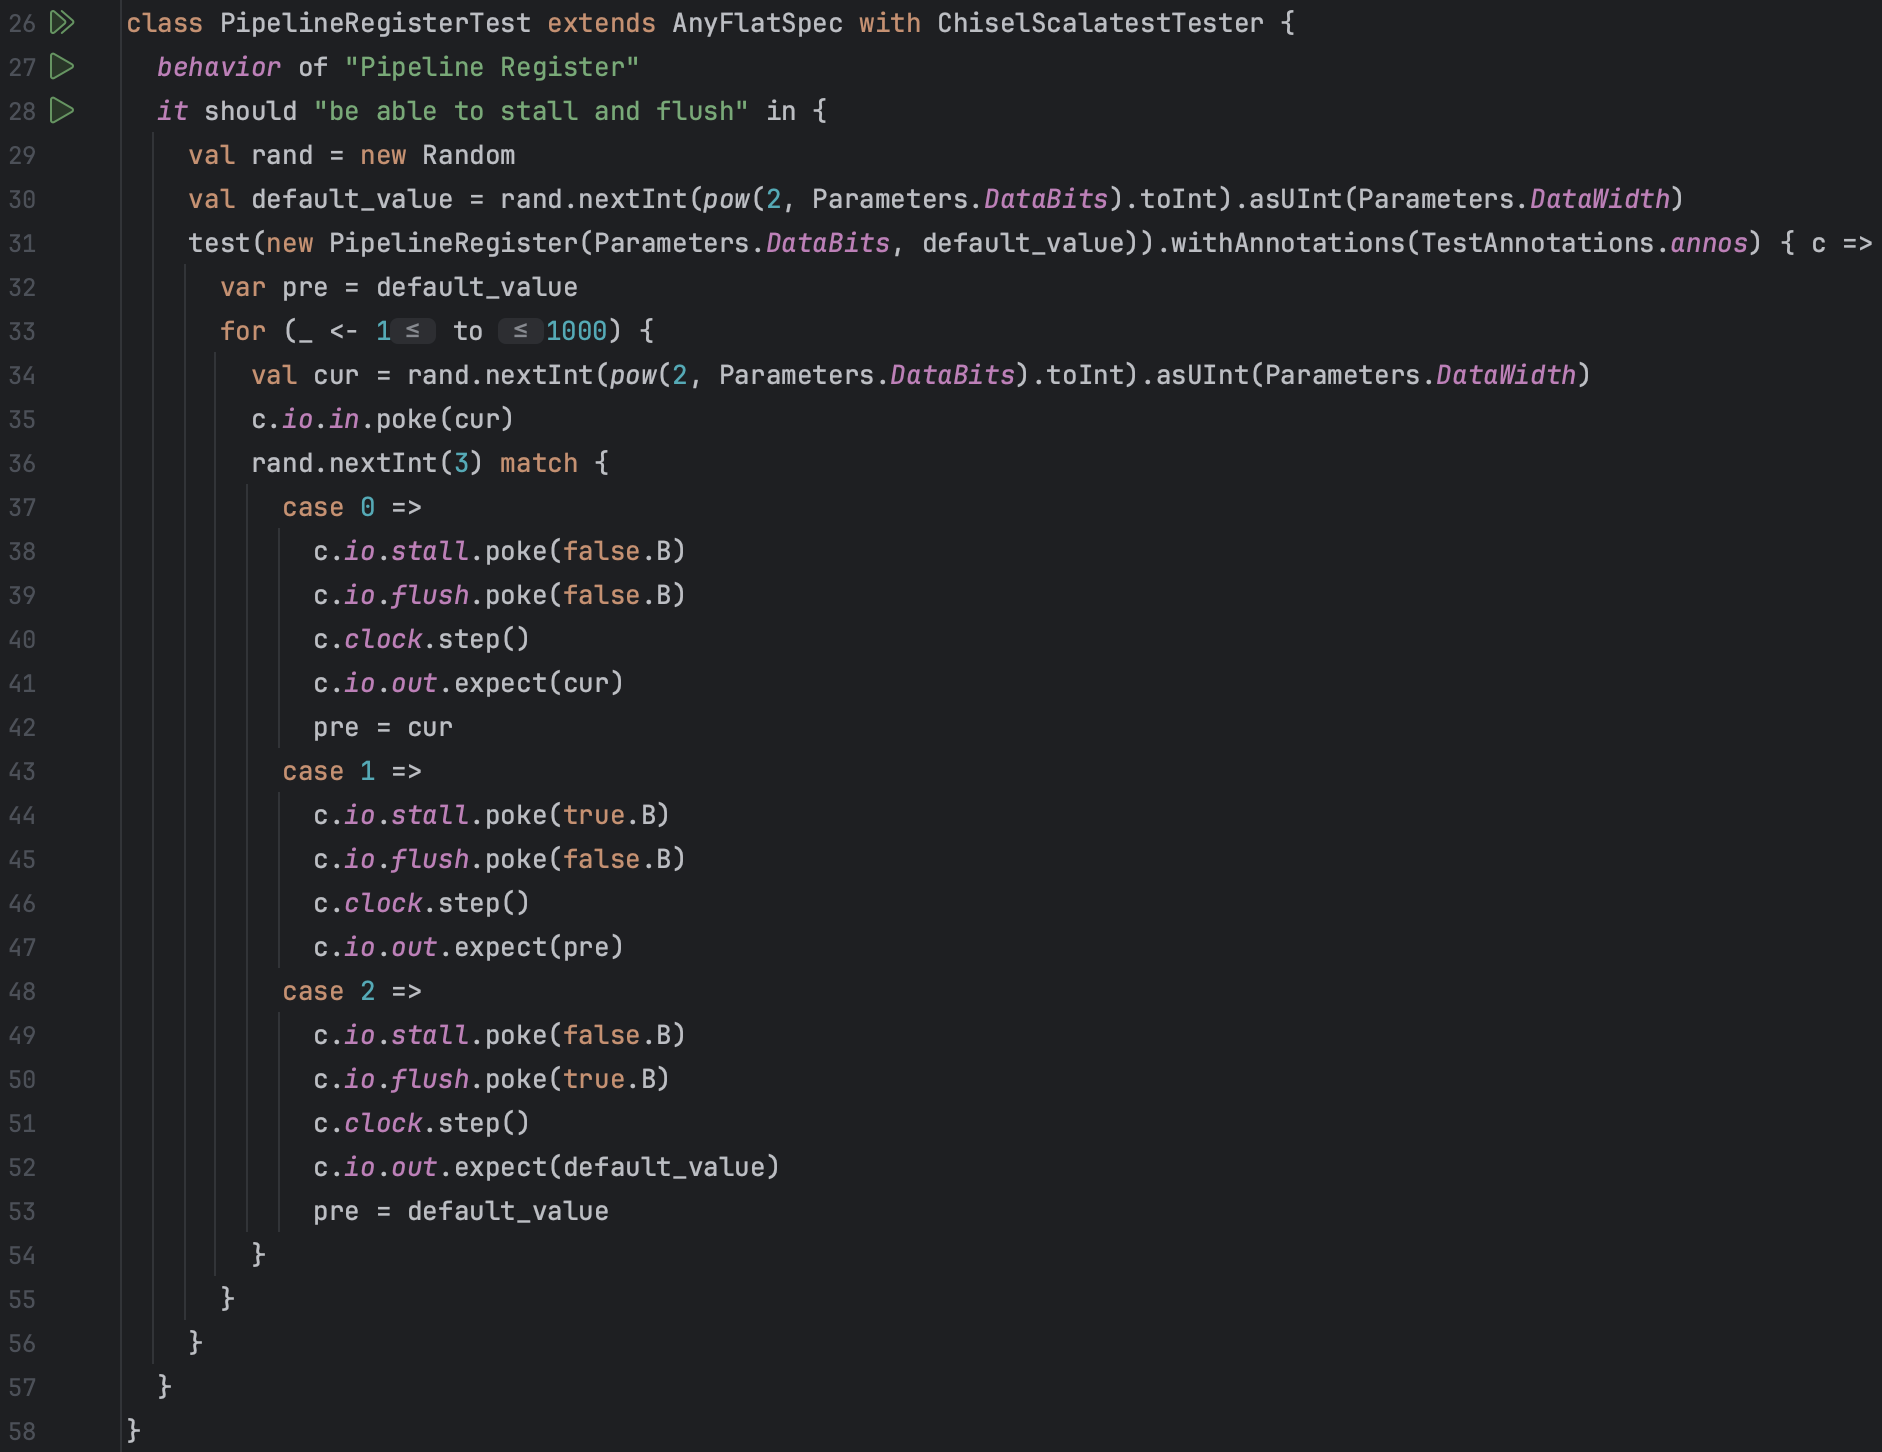 26 class PipelineRegisterTest extends AnyFlatSpec with ChiselScalatestTester {
27   behavior of "Pipeline Register"
28   it should "be able to stall and flush" in {
29     val rand = new Random
30     val default_value = rand.nextInt(pow(2, Parameters.DataBits).toInt).asUInt(Parameters.DataWidth)
31     test(new PipelineRegister(Parameters.DataBits, default_value)).withAnnotations(TestAnnotations.annos) { c =>
32       var pre = default_value
33       for (_ <- 1 ≤ to ≤ 1000) {
34         val cur = rand.nextInt(pow(2, Parameters.DataBits).toInt).asUInt(Parameters.DataWidth)
35         c.io.in.poke(cur)
36         rand.nextInt(3) match {
37           case 0 =>
38             c.io.stall.poke(false.B)
39             c.io.flush.poke(false.B)
40             c.clock.step()
41             c.io.out.expect(cur)
42             pre = cur
43           case 1 =>
44             c.io.stall.poke(true.B)
45             c.io.flush.poke(false.B)
46             c.clock.step()
47             c.io.out.expect(pre)
48           case 2 =>
49             c.io.stall.poke(false.B)
50             c.io.flush.poke(true.B)
51             c.clock.step()
52             c.io.out.expect(default_value)
53             pre = default_value
54         }
55       }
56     }
57   }
58 }